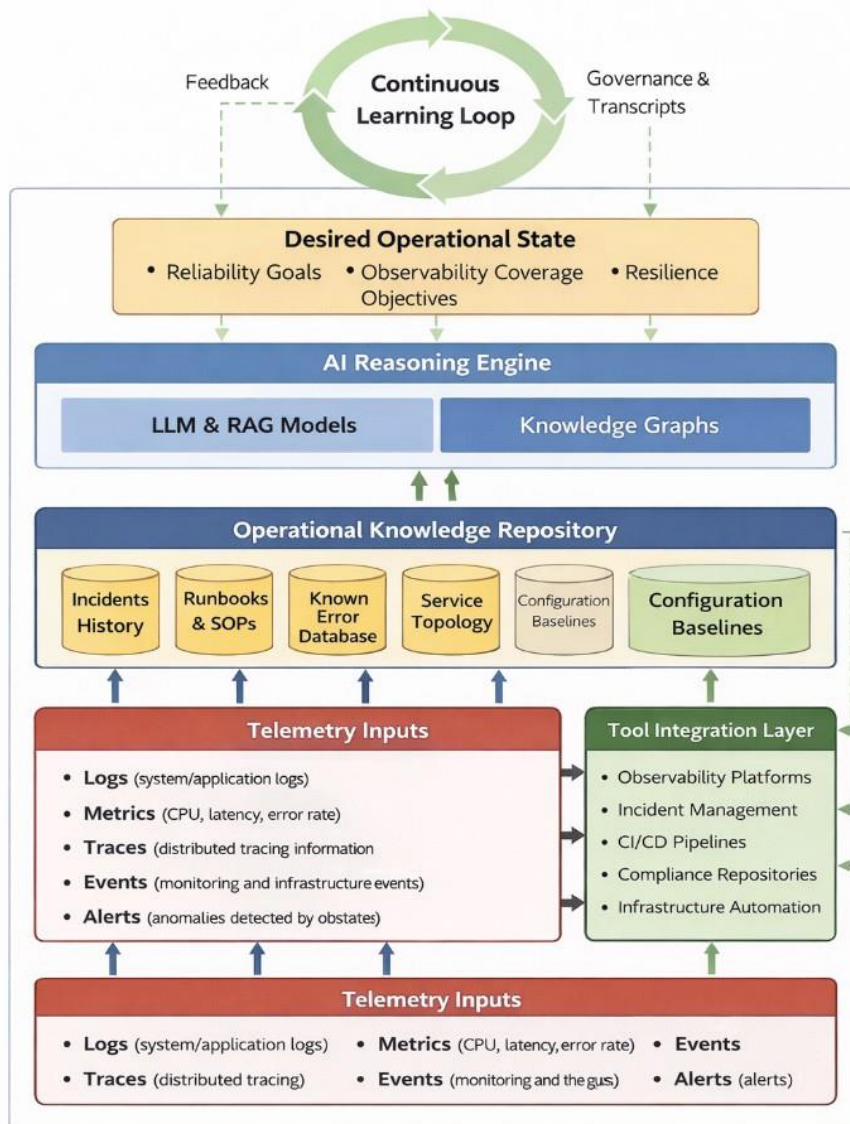 Feedback
Continuous
Learning Loop
Governance &
Transcripts
Desired Operational State
• Reliability Goals
• Observability Coverage
Objectives
• Resilience
AI Reasoning Engine
LLM & RAG Models
Knowledge Graphs
Operational Knowledge Repository
Incidents
History
Runbooks
& SOPs
Known
Error
Database
Service
Topology
Configuration
Baselines
Configuration
Baselines
Telemetry Inputs
• Logs (system/application logs)
• Metrics (CPU, latency, error rate)
• Traces (distributed tracing information
• Events (monitoring and infrastructure events)
• Alerts (anomalies detected by obstates)
Tool Integration Layer
• Observability Platforms
• Incident Management
• CI/CD Pipelines
• Compliance Repositories
• Infrastructure Automation
Telemetry Inputs
• Logs (system/application logs) • Metrics (CPU, latency, error rate) • Events
• Traces (distributed tracing) • Events (monitoring and the gus) • Alerts (alerts)